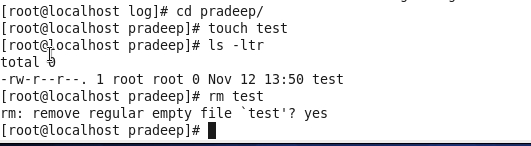 [root@localhost log]# cd pradeep/
[root@localhost pradeep]# touch test
[root@localhost pradeep]# ls -ltr
total 0
-rw-r--r--. 1 root root 0 Nov 12 13:50 test
[root@localhost pradeep]# rm test
rm: remove regular empty file `test'? yes
[root@localhost pradeep]#